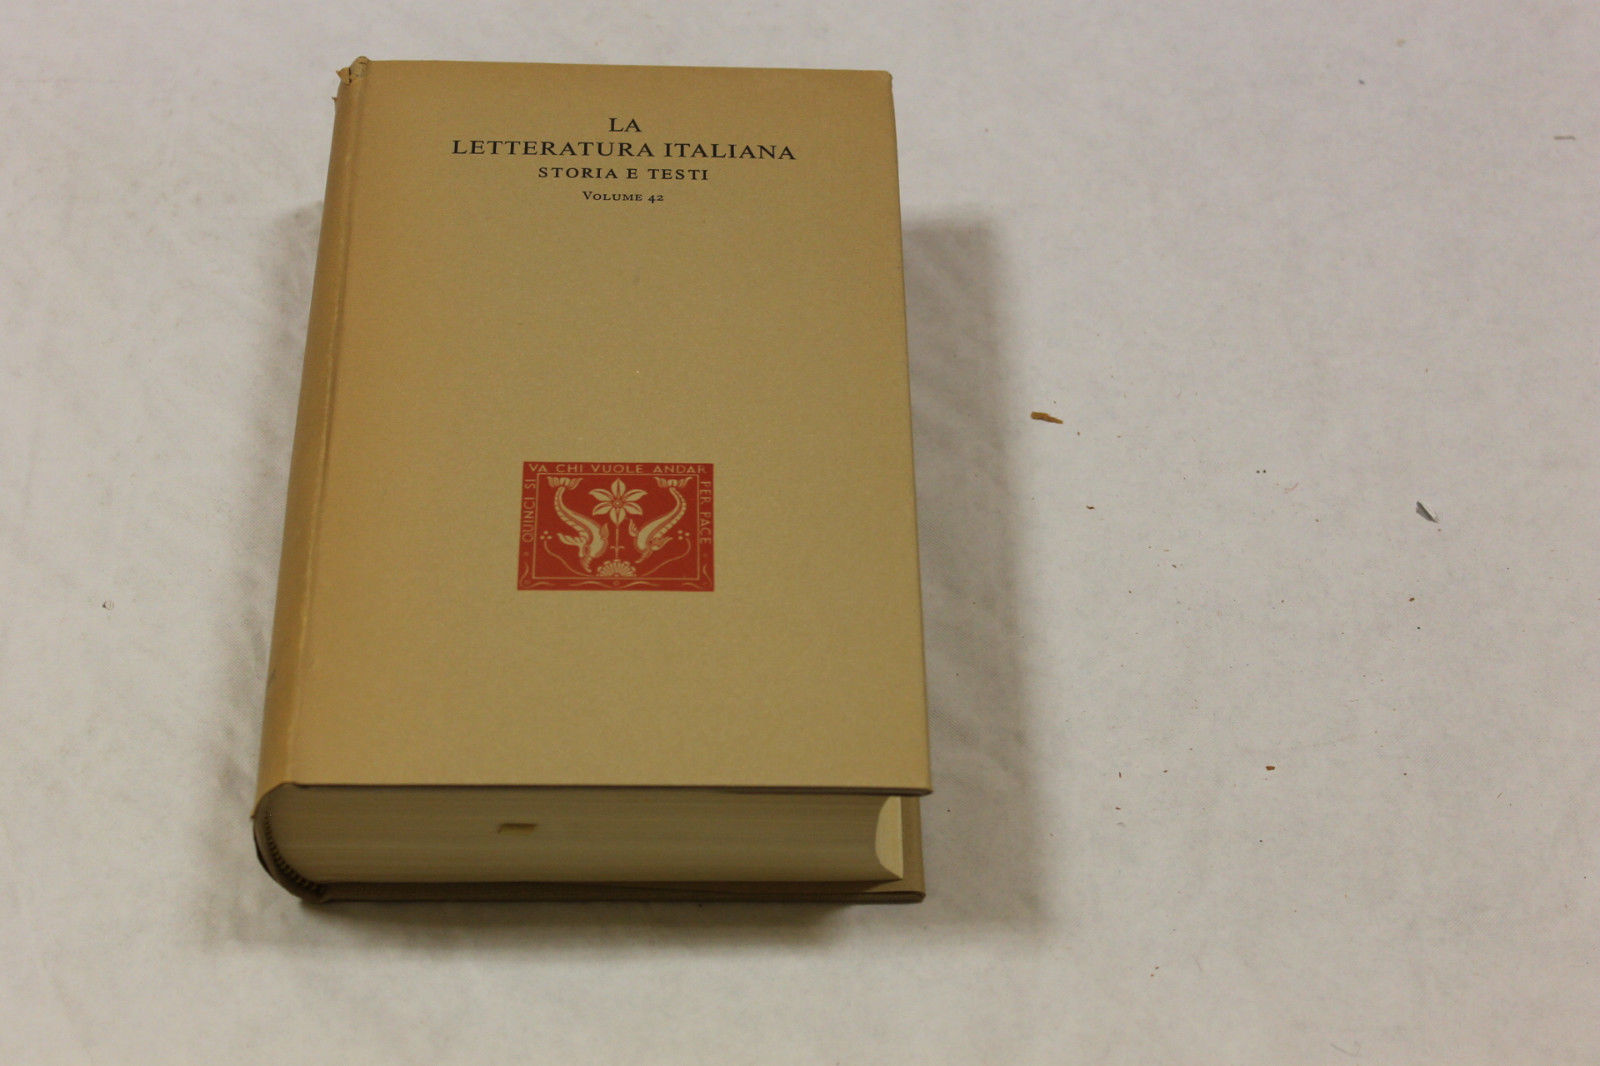 LA
LETTERATURA ITALIANA
STORIA E TESTI
VOLUME 42
QUINCI SI
VA CHI VUOLE ANDAR
PER PACE